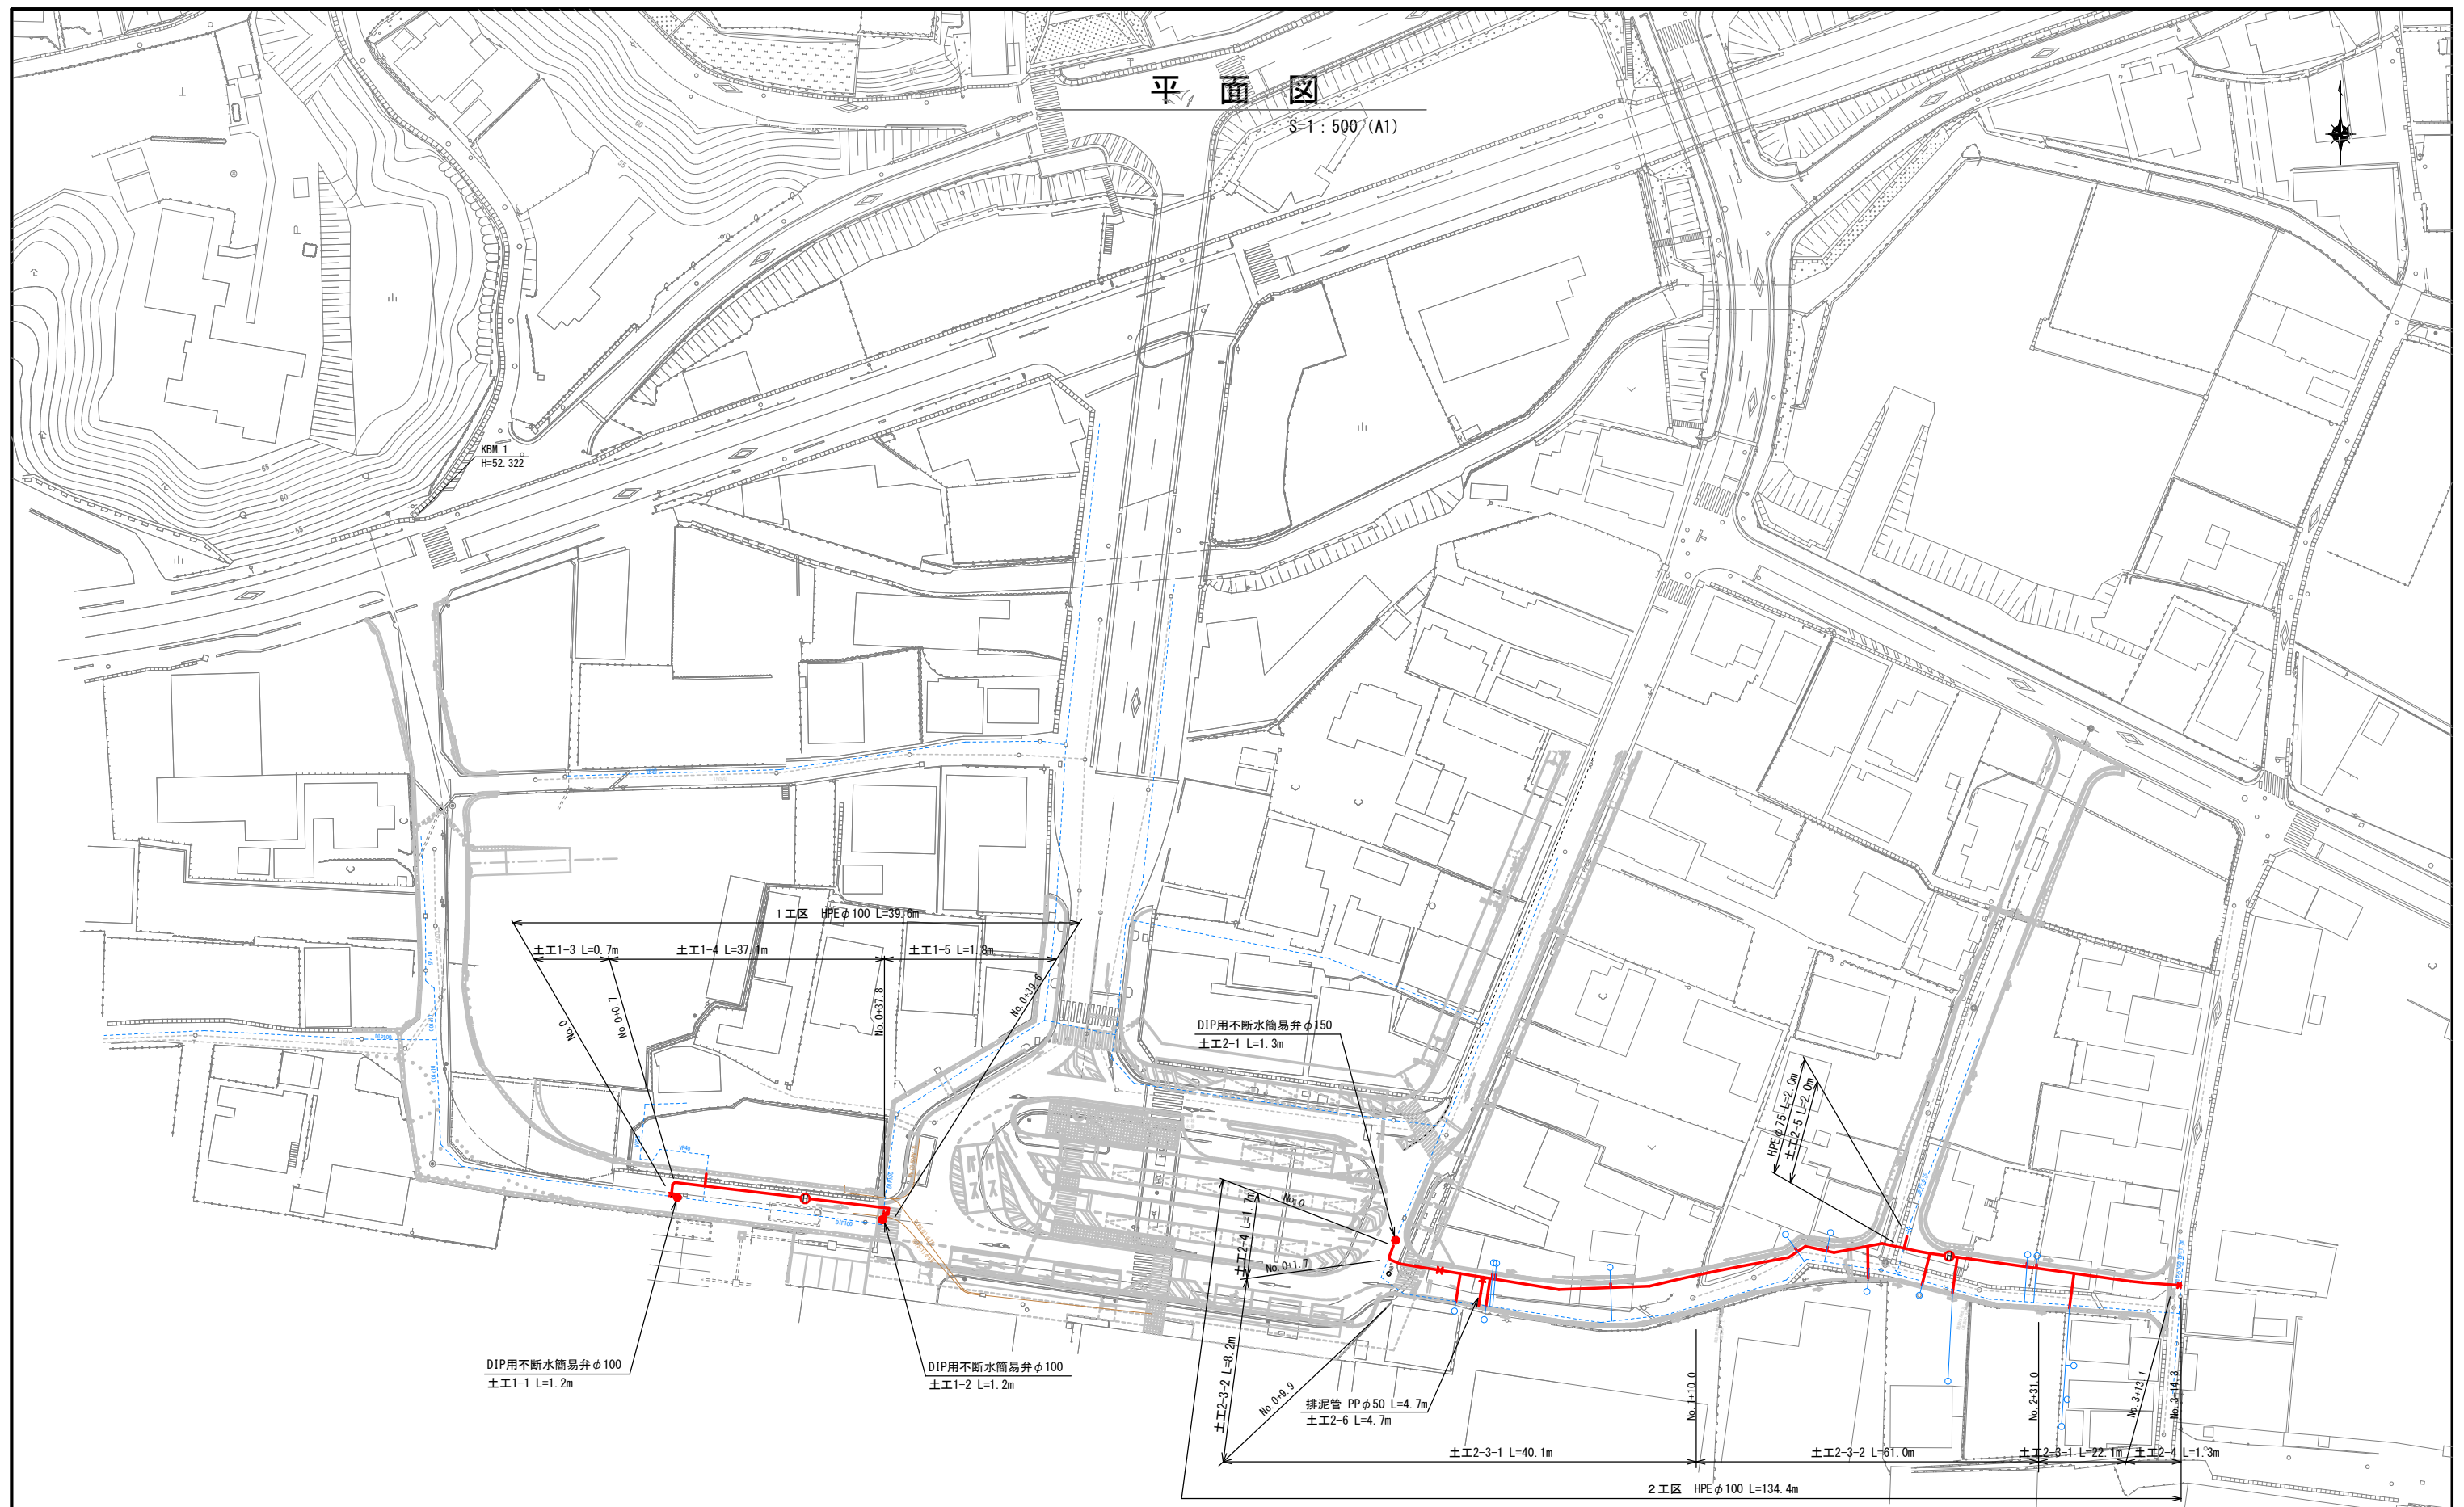 平 面 図
S=1：500 (A1)
65
60
55
KBM.1
H=52.322
65
60
55
1工区 HPEφ100 L=39.6m
土工1-3 L=0.7m
土工1-4 L=37.1m
土工1-5 L=1.8m
No.0
No.0+0.7
No.0+37.8
No.0+39.6
DIP用不断水簡易弁φ150
土工2-1 L=1.3m
HPEφ75 L=2.0m
土工2-5 L=2.0m
VP40
H
H
No.0
土工2-4 L=1.7m
No.0+1.7
土工2-3-2 L=8.2m
No.0+9.9
DIP用不断水簡易弁φ100
土工1-1 L=1.2m
DIP用不断水簡易弁φ100
土工1-2 L=1.2m
排泥管 PPφ50 L=4.7m
土工2-6 L=4.7m
No.1+10.0
No.2+31.0
No.3+13.1
No.3+14.3
土工2-3-1 L=40.1m
土工2-3-2 L=61.0m
土工2-3-1 L=22.1m
土工2-4 L=1.3m
2工区 HPEφ100 L=134.4m